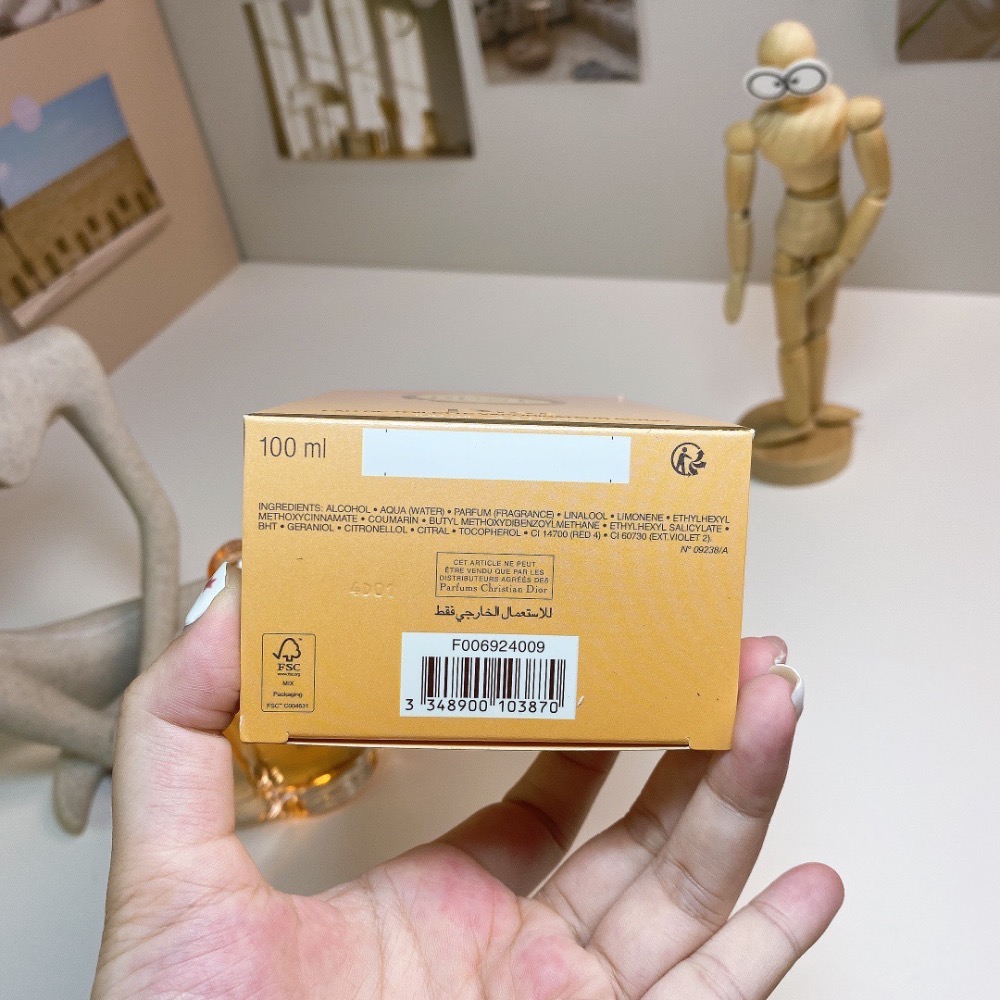 100 ml
INGREDIENTS: ALCOHOL • AQUA (WATER) • PARFUM (FRAGRANCE) • LINALOOL • LIMONENE • ETHYLHEXYL
METHOXYCINNAMATE • COUMARIN • BUTYL METHOXYDIBENZOYLMETHANE • ETHYLHEXYL SALICYLATE •
BHT • GERANIOL • CITRONELLOL • CITRAL • TOCOPHEROL • CI 14700 (RED 4) • CI 60730 (EXT.VIOLET 2).
N° 09238/A
CET ARTICLE NE PEUT
ÊTRE VENDU QUE PAR LES
DISTRIBUTEURS AGRÉÉS DES
Parfums Christian Dior
للاستعمال الخارجي فقط
FSC
MIX
Packaging
FSC™ C004631
F006924009
3 348900 103870